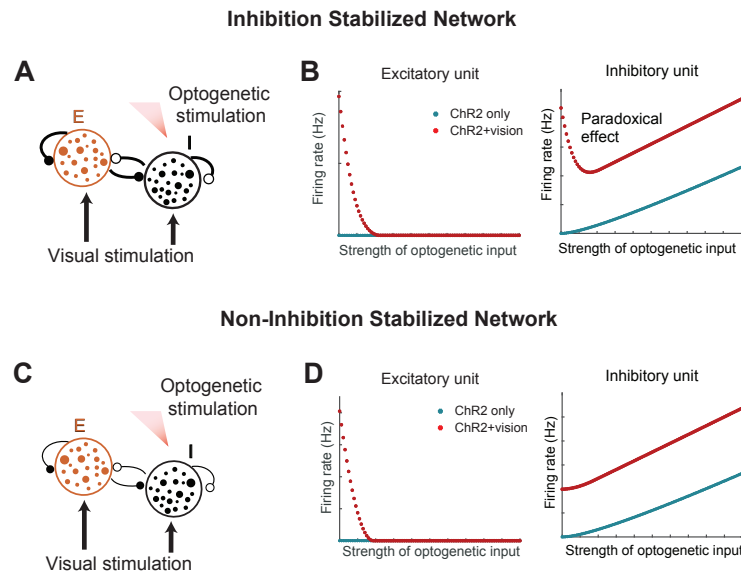 Inhibition Stabilized Network
A
Optogenetic
stimulation
E
I
Visual stimulation
B
Excitatory unit
ChR2 only
ChR2+vision
Firing rate (Hz)
Strength of optogenetic input
Inhibitory unit
Paradoxical
effect
Firing rate (Hz)
Strength of optogenetic input
Non-Inhibition Stabilized Network
C
Optogenetic
stimulation
E
I
Visual stimulation
D
Excitatory unit
ChR2 only
ChR2+vision
Firing rate (Hz)
Strength of optogenetic input
Inhibitory unit
Firing rate (Hz)
Strength of optogenetic input